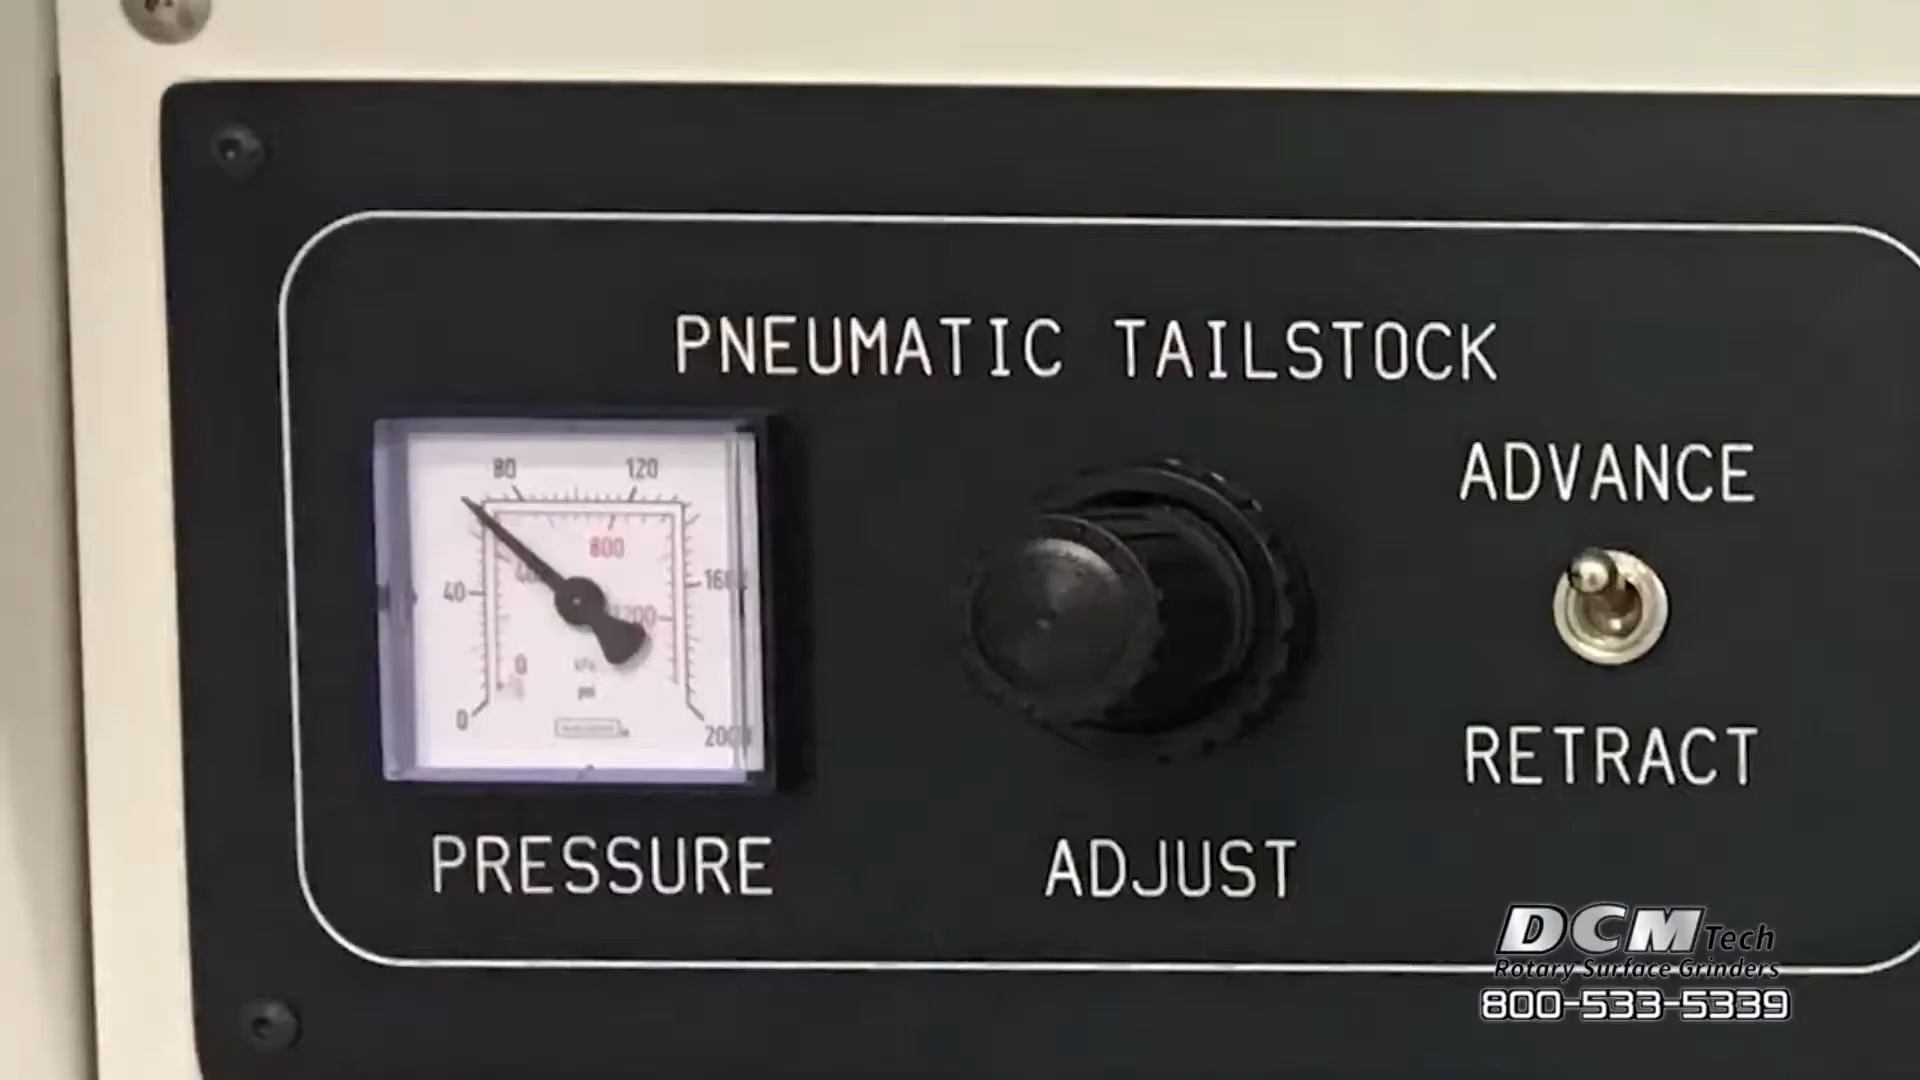 PNEUMATIC TAILSTOCK
ADVANCE
80 120
800
40 160
1200
0
kPa
psi
0 200
RETRACT
PRESSURE
ADJUST
DCM Tech
Rotary Surface Grinders
800-533-5339